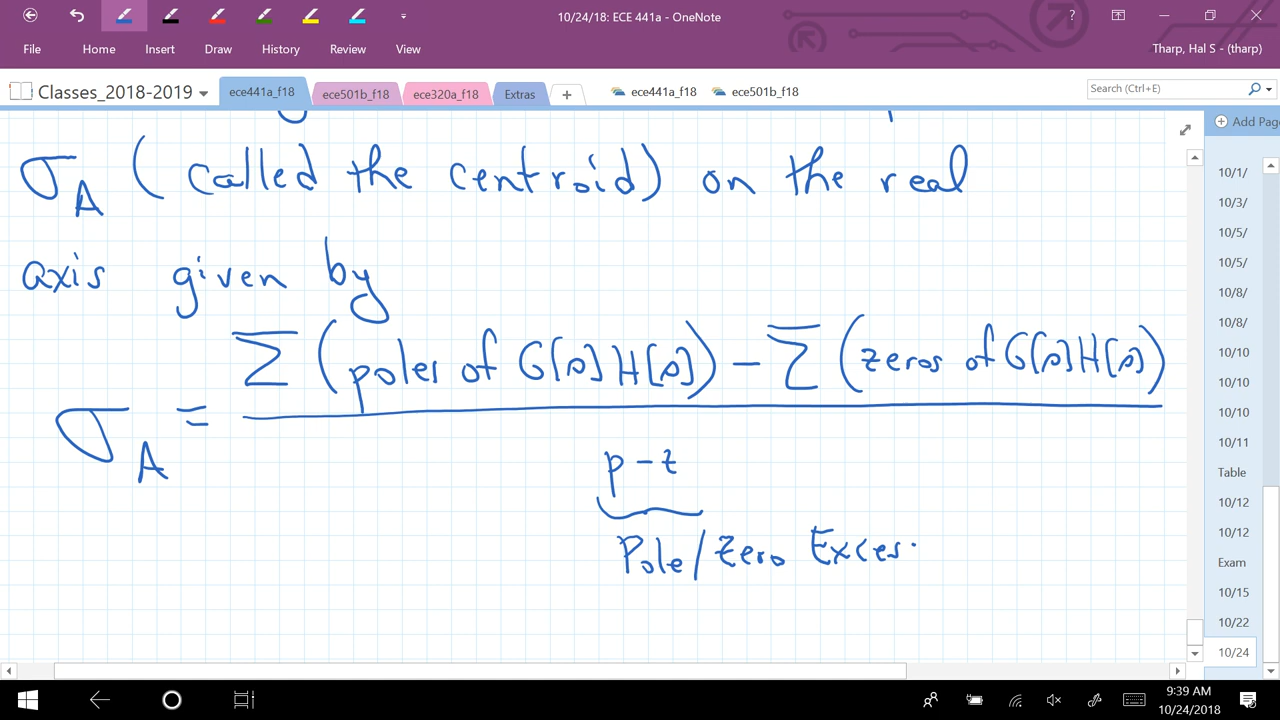 10/24/18: ECE 441a - OneNote
?
File Home Insert Draw History Review View
Tharp, Hal S - (tharp)
Classes_2018-2019 ece441a_f18 ece501b_f18 ece320a_f18 Extras + ece441a_f18 ece501b_f18
Search (Ctrl+E)
Add Page
σ_A (called the centroid) on the real
axis given by
σ_A = Σ(poles of G(s)H(s)) − Σ(zeros of G(s)H(s))
p − z
Pole/Zero Exces
10/1/
10/3/
10/5/
10/5/
10/8/
10/8/
10/10
10/10
10/10
10/11
Table
10/12
10/12
Exam
10/15
10/22
10/24
9:39 AM
10/24/2018